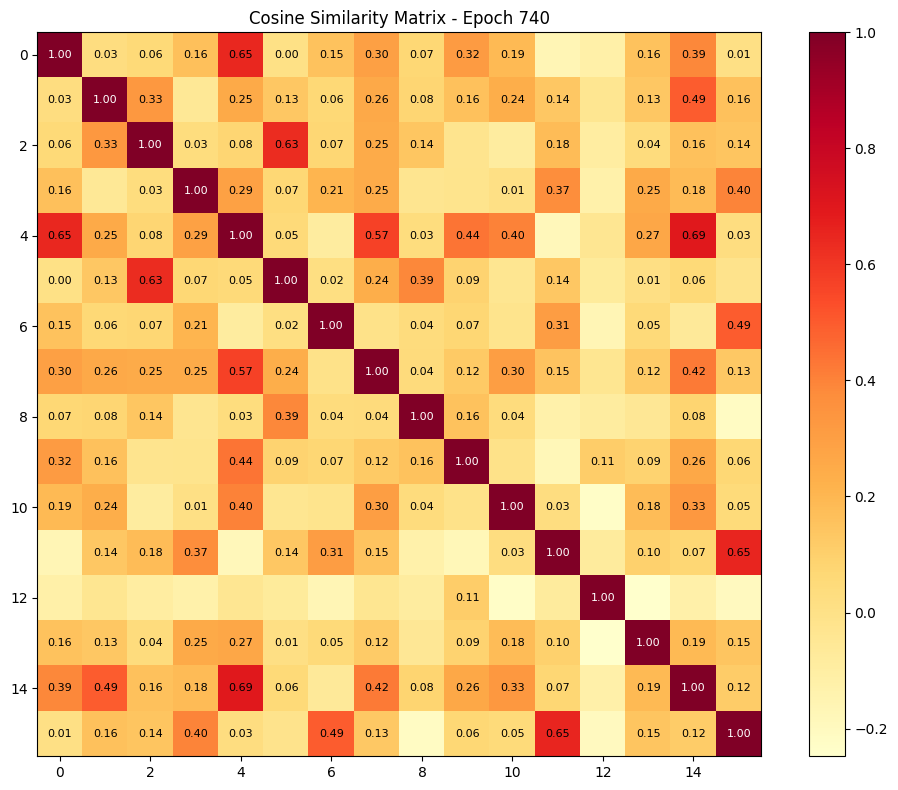 Cosine Similarity Matrix - Epoch 740
0 1.00 0.03 0.06 0.16 0.65 0.00 0.15 0.30 0.07 0.32 0.19 0.16 0.39 0.01
0.03 1.00 0.33 0.25 0.13 0.06 0.26 0.08 0.16 0.24 0.14 0.13 0.49 0.16
2 0.06 0.33 1.00 0.03 0.08 0.63 0.07 0.25 0.14 0.18 0.04 0.16 0.14
0.16 0.03 1.00 0.29 0.07 0.21 0.25 0.01 0.37 0.25 0.18 0.40
4 0.65 0.25 0.08 0.29 1.00 0.05 0.57 0.03 0.44 0.40 0.27 0.69 0.03
0.00 0.13 0.63 0.07 0.05 1.00 0.02 0.24 0.39 0.09 0.14 0.01 0.06
6 0.15 0.06 0.07 0.21 0.02 1.00 0.04 0.07 0.31 0.05 0.49
0.30 0.26 0.25 0.25 0.57 0.24 1.00 0.04 0.12 0.30 0.15 0.12 0.42 0.13
8 0.07 0.08 0.14 0.03 0.39 0.04 0.04 1.00 0.16 0.04 0.08
0.32 0.16 0.44 0.09 0.07 0.12 0.16 1.00 0.11 0.09 0.26 0.06
10 0.19 0.24 0.01 0.40 0.30 0.04 1.00 0.03 0.18 0.33 0.05
0.14 0.18 0.37 0.14 0.31 0.15 0.03 1.00 0.10 0.07 0.65
12 0.11 1.00
0.16 0.13 0.04 0.25 0.27 0.01 0.05 0.12 0.09 0.18 0.10 1.00 0.19 0.15
14 0.39 0.49 0.16 0.18 0.69 0.06 0.42 0.08 0.26 0.33 0.07 0.19 1.00 0.12
0.01 0.16 0.14 0.40 0.03 0.49 0.13 0.06 0.05 0.65 0.15 0.12 1.00
0 2 4 6 8 10 12 14
1.0
0.8
0.6
0.4
0.2
0.0
−0.2